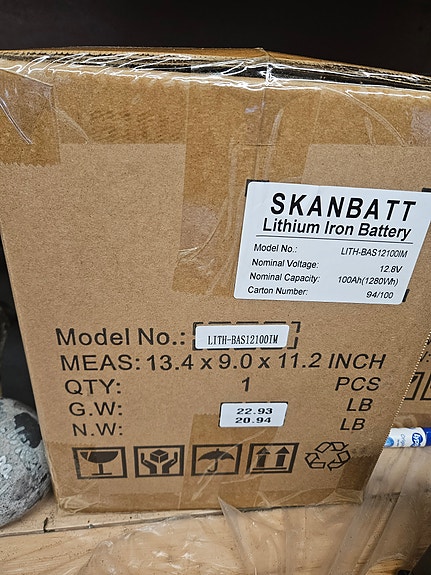 SKANBATT
Lithium Iron Battery
Model No.: LITH-BAS12100IM
Nominal Voltage: 12.8V
Nominal Capacity: 100Ah(1280Wh)
Carton Number: 94/100
Model No.: LITH-BAS12100IM
MEAS: 13.4 x 9.0 x 11.2 INCH
QTY: 1 PCS
G.W: 22.93 LB
N.W: 20.94 LB